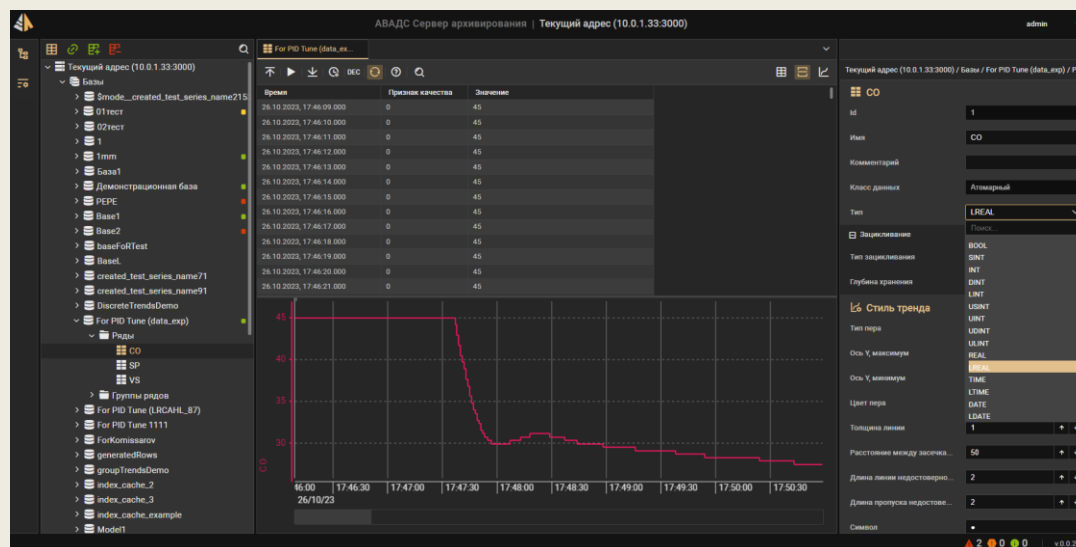 АВАДС Сервер архивирования | Текущий адрес (10.0.1.33:3000)
admin
Текущий адрес (10.0.1.33:3000)
Базы
$mode__created_test_series_name215
01тест
02тест
1
1mm
База1
Демонстрационная база
PEPE
Base1
Base2
baseFoRTest
BaseL
created_test_series_name71
created_test_series_name91
DiscreteTrendsDemo
For PID Tune (data_exp)
Ряды
CO
SP
VS
Группы рядов
For PID Tune (LRCAHL_87)
For PID Tune 1111
ForKomissarov
generatedRows
groupTrendsDemo
index_cache_2
index_cache_3
index_cache_example
Model1
For PID Tune (data_ex...
DEC
Время Признак качества Значение
26.10.2023, 17:46:09.000 0 45
26.10.2023, 17:46:10.000 0 45
26.10.2023, 17:46:11.000 0 45
26.10.2023, 17:46:12.000 0 45
26.10.2023, 17:46:13.000 0 45
26.10.2023, 17:46:14.000 0 45
26.10.2023, 17:46:15.000 0 45
26.10.2023, 17:46:16.000 0 45
26.10.2023, 17:46:17.000 0 45
26.10.2023, 17:46:18.000 0 45
26.10.2023, 17:46:19.000 0 45
26.10.2023, 17:46:20.000 0 45
26.10.2023, 17:46:21.000 0 45
45
40
35
30
CO
46:00 17:46:30 17:47:00 17:47:30 17:48:00 17:48:30 17:49:00 17:49:30 17:50:00 17:50:30
26/10/23
Текущий адрес (10.0.1.33:3000) / Базы / For PID Tune (data_exp) / Р
CO
Id 1
Имя CO
Комментарий
Класс данных Атомарный
Тип LREAL
Поиск...
BOOL
SINT
INT
DINT
LINT
USINT
UINT
UDINT
ULINT
REAL
LREAL
TIME
LTIME
DATE
LDATE
Зацикливание
Тип зацикливания
Глубина хранения
Стиль тренда
Тип пера
Ось Y, максимум
Ось Y, минимум
Цвет пера
Толщина линии 1
Расстояние между засечка... 50
Длина линии недостоверно... 2
Длина пропуска недостове... 2
Символ ●
2 0 0 v.0.0.2